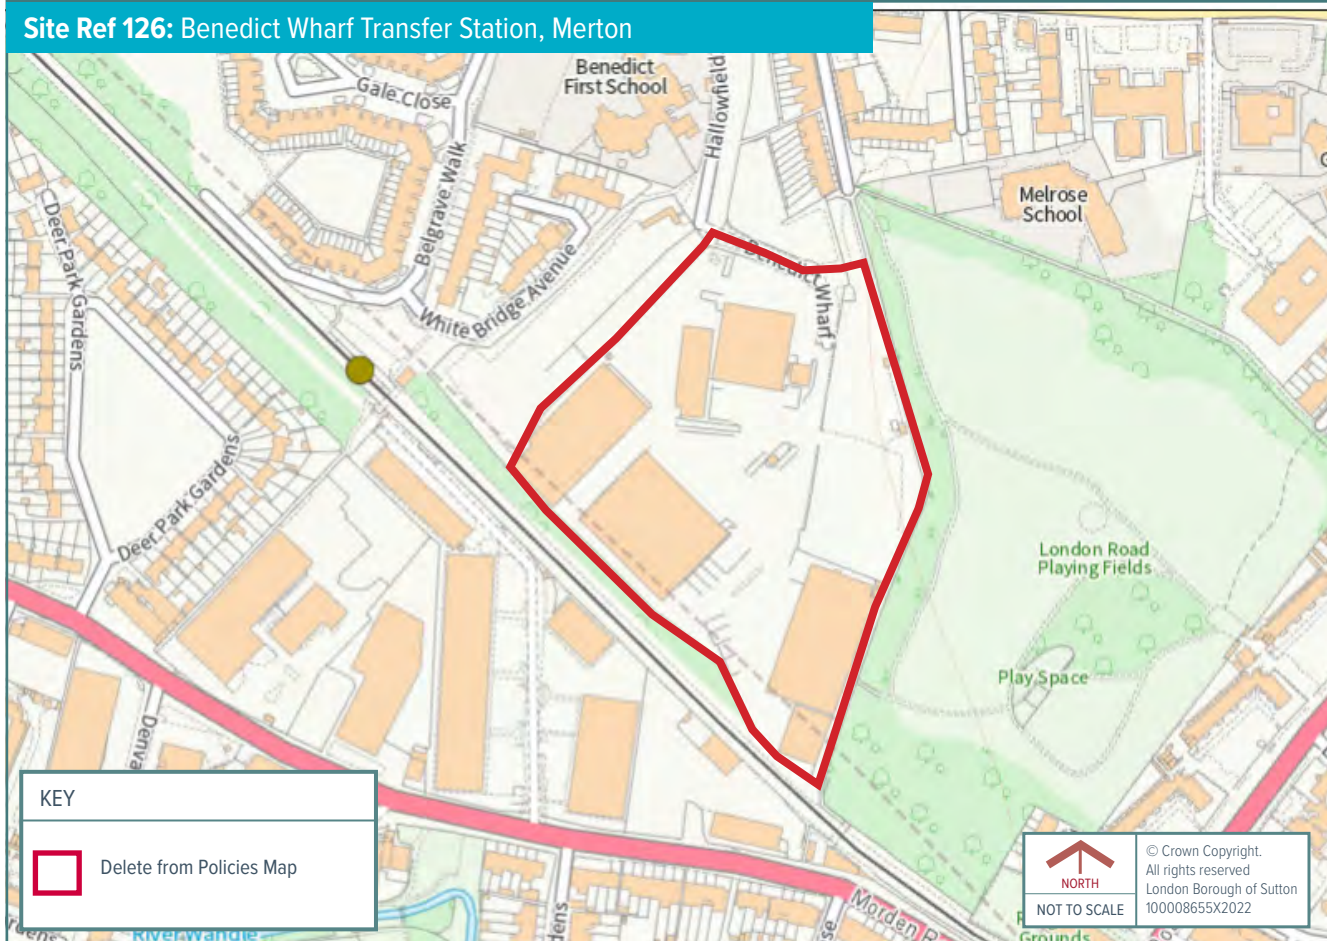 Site Ref 126: Benedict Wharf Transfer Station, Merton
Benedict
First School
Gale Close
Hallowfield
Belgrave Walk
Melrose
School
Deer Park Gardens
Benedict Wharf
White Bridge Avenue
Deer Park Gardens
London Road
Playing Fields
Play Space
KEY
Delete from Policies Map
NORTH
NOT TO SCALE
© Crown Copyright.
All rights reserved
London Borough of Sutton
100008655X2022
Morden R
River Wandle
Grounds